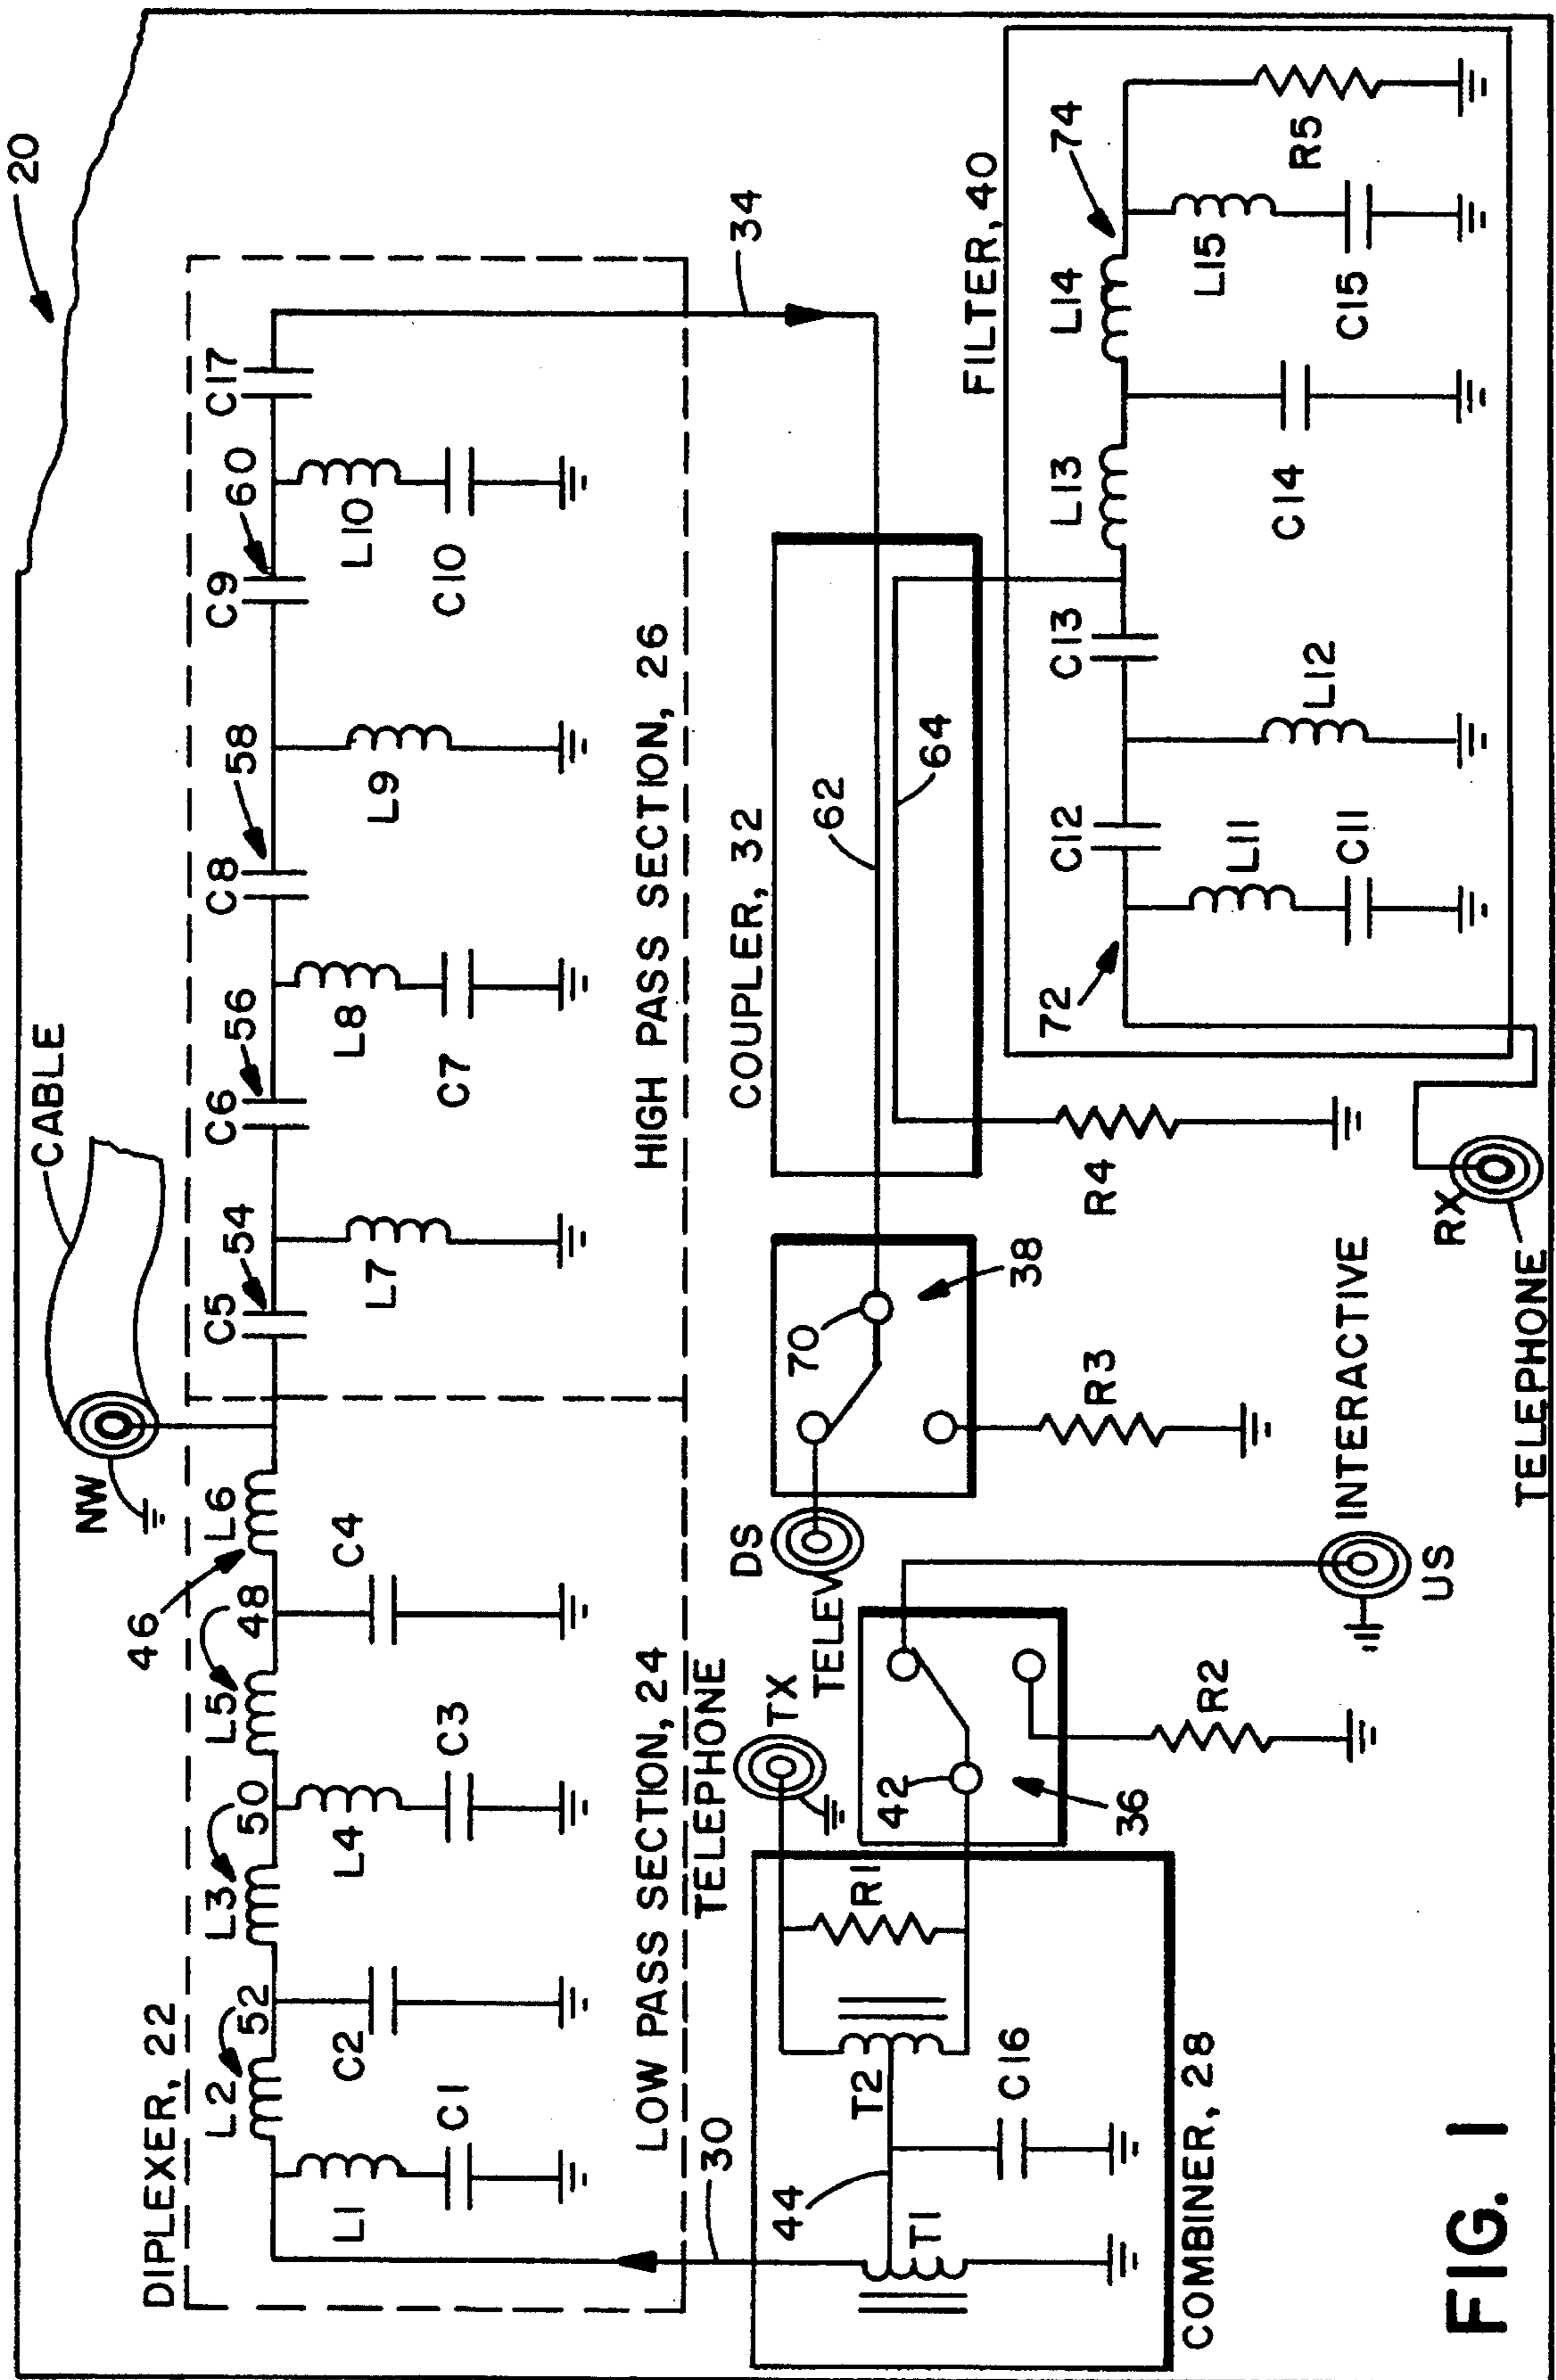 20
CABLE
NW
DIPLEXER, 22
L2
52
L3
50
L5
48
46
L6
C5
54
C6
56
C8
58
C9
60
C17
L1
C1
C2
L4
C3
C4
L7
L8
C7
L9
L10
C10
LOW PASS SECTION, 24
HIGH PASS SECTION, 26
30
34
TELEPHONE
TX
TELEV
DS
44
T1
T2
C16
R1
COMBINER, 28
42
36
R2
70
38
R3
COUPLER, 32
62
64
R4
INTERACTIVE
US
RX
TELEPHONE
FILTER, 40
72
L11
C11
C12
L12
C13
L13
C14
L14
74
L15
C15
R5
FIG. 1